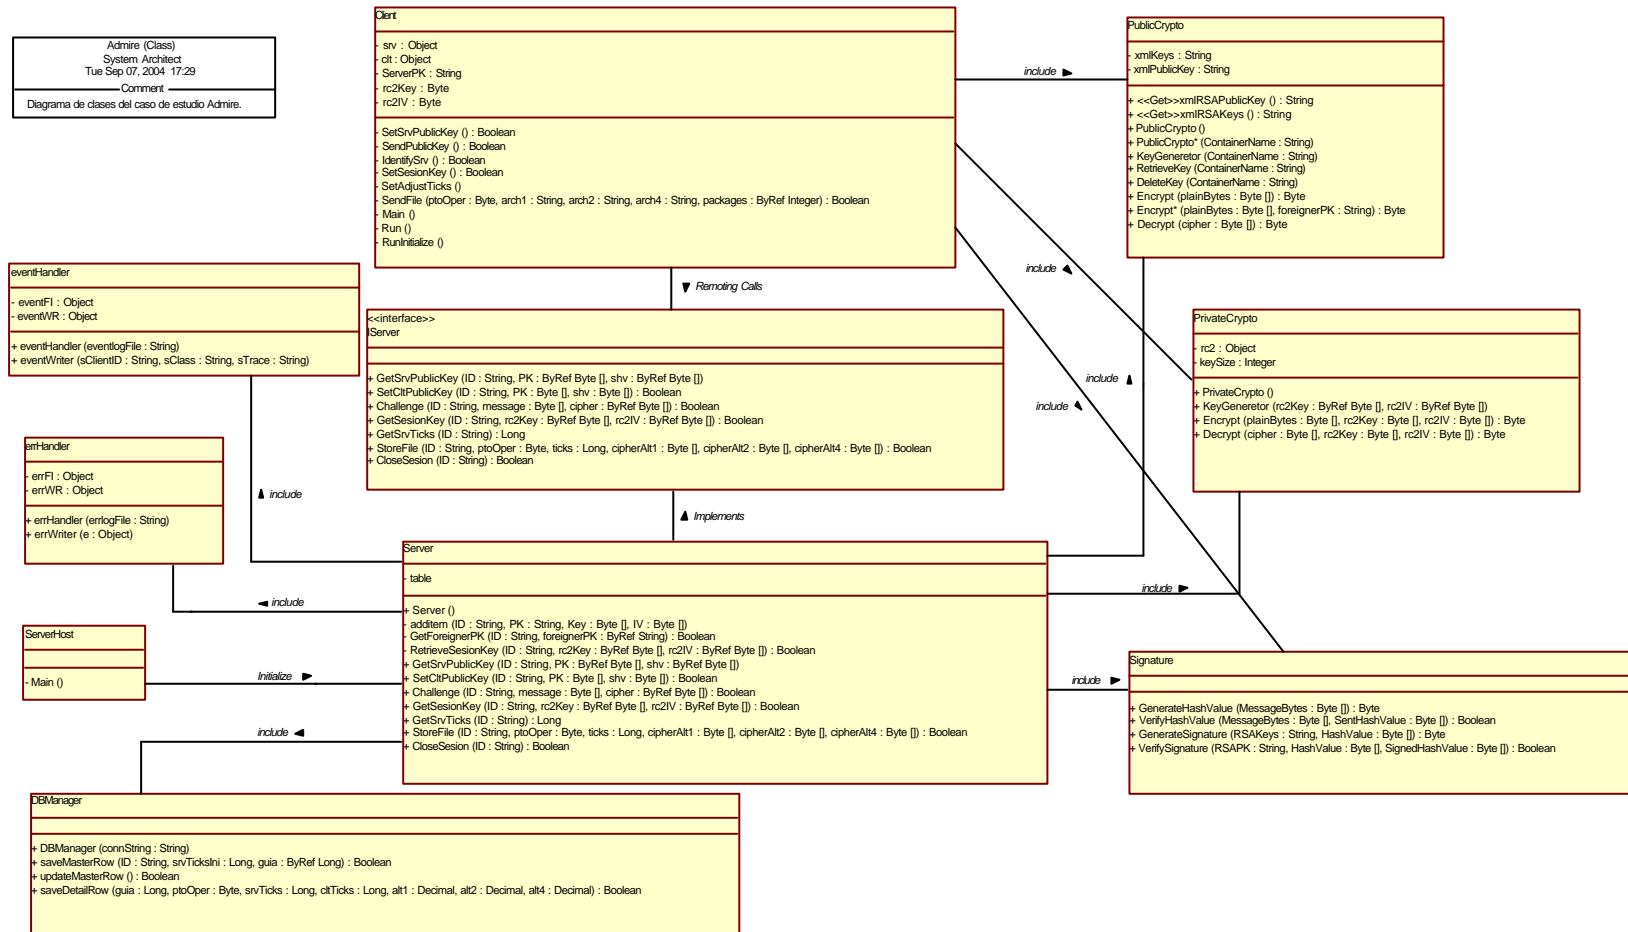 Admire (Class)
System Architect
Tue Sep 07, 2004 17:29
Comment
Diagrama de clases del caso de estudio Admire.
Client
- srv : Object
- clt : Object
- ServerPK : String
- rc2Key : Byte
- rc2IV : Byte
- SetSrvPublicKey () : Boolean
- SendPublicKey () : Boolean
- IdentifySrv () : Boolean
- SetSesionKey () : Boolean
- SetAdjustTicks ()
- SendFile (ptoOper : Byte, arch1 : String, arch2 : String, arch4 : String, packages : ByRef Integer) : Boolean
- Main ()
- Run ()
- RunInitialize ()
include
PublicCrypto
- xmlKeys : String
- xmlPublicKey : String
+ <<Get>>xmlRSAPublicKey () : String
+ <<Get>>xmlRSAKeys () : String
+ PublicCrypto ()
+ PublicCrypto* (ContainerName : String)
+ KeyGeneretor (ContainerName : String)
+ RetrieveKey (ContainerName : String)
+ DeleteKey (ContainerName : String)
+ Encrypt (plainBytes : Byte []) : Byte
+ Encrypt* (plainBytes : Byte [], foreignerPK : String) : Byte
+ Decrypt (cipher : Byte []) : Byte
eventHandler
- eventFI : Object
- eventWR : Object
+ eventHandler (eventlogFile : String)
+ eventWriter (sClientID : String, sClass : String, sTrace : String)
Remoting Calls
include
<<interface>>
IServer
+ GetSrvPublicKey (ID : String, PK : ByRef Byte [], shv : ByRef Byte [])
+ SetCltPublicKey (ID : String, PK : Byte [], shv : Byte []) : Boolean
+ Challenge (ID : String, message : Byte [], cipher : ByRef Byte []) : Boolean
+ GetSesionKey (ID : String, rc2Key : ByRef Byte [], rc2IV : ByRef Byte []) : Boolean
+ GetSrvTicks (ID : String) : Long
+ StoreFile (ID : String, ptoOper : Byte, ticks : Long, cipherAlt1 : Byte [], cipherAlt2 : Byte [], cipherAlt4 : Byte []) : Boolean
+ CloseSesion (ID : String) : Boolean
include
include
PrivateCrypto
- rc2 : Object
- keySize : Integer
+ PrivateCrypto ()
+ KeyGeneretor (rc2Key : ByRef Byte [], rc2IV : ByRef Byte [])
+ Encrypt (plainBytes : Byte [], rc2Key : Byte [], rc2IV : Byte []) : Byte
+ Decrypt (cipher : Byte [], rc2Key : Byte [], rc2IV : Byte []) : Byte
errHandler
- errFI : Object
- errWR : Object
+ errHandler (errlogFile : String)
+ errWriter (e : Object)
include
Implements
include
Server
- table
+ Server ()
- additem (ID : String, PK : String, Key : Byte [], IV : Byte [])
- GetForeignerPK (ID : String, foreignerPK : ByRef String) : Boolean
- RetrieveSesionKey (ID : String, rc2Key : ByRef Byte [], rc2IV : ByRef Byte []) : Boolean
+ GetSrvPublicKey (ID : String, PK : ByRef Byte [], shv : ByRef Byte [])
+ SetCltPublicKey (ID : String, PK : Byte [], shv : Byte []) : Boolean
+ Challenge (ID : String, message : Byte [], cipher : ByRef Byte []) : Boolean
+ GetSesionKey (ID : String, rc2Key : ByRef Byte [], rc2IV : ByRef Byte []) : Boolean
+ GetSrvTicks (ID : String) : Long
+ StoreFile (ID : String, ptoOper : Byte, ticks : Long, cipherAlt1 : Byte [], cipherAlt2 : Byte [], cipherAlt4 : Byte []) : Boolean
+ CloseSesion (ID : String) : Boolean
include
ServerHost
- Main ()
Initialize
include
Signature
+ GenerateHashValue (MessageBytes : Byte []) : Byte
+ VerifyHashValue (MessageBytes : Byte [], SentHashValue : Byte []) : Boolean
+ GenerateSignature (RSAKeys : String, HashValue : Byte []) : Byte
+ VerifySignature (RSAPK : String, HashValue : Byte [], SignedHashValue : Byte []) : Boolean
include
DBManager
+ DBManager (connString : String)
+ saveMasterRow (ID : String, srvTicksIni : Long, guia : ByRef Long) : Boolean
+ updateMasterRow () : Boolean
+ saveDetailRow (guia : Long, ptoOper : Byte, srvTicks : Long, cltTicks : Long, alt1 : Decimal, alt2 : Decimal, alt4 : Decimal) : Boolean